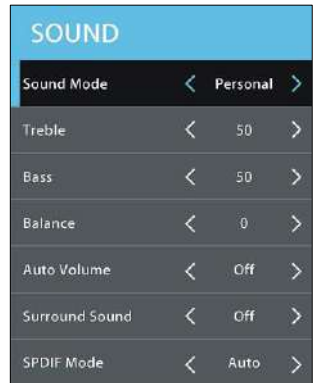 SOUND
Sound Mode < Personal >
Treble < 50 >
Bass < 50 >
Balance < 0 >
Auto Volume < Off >
Surround Sound < Off >
SPDIF Mode < Auto >